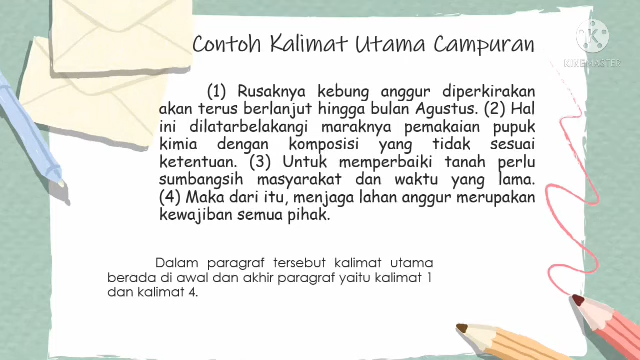 Contoh Kalimat Utama Campuran
KINEMASTER
(1) Rusaknya kebung anggur diperkirakan
akan terus berlanjut hingga bulan Agustus. (2) Hal
ini dilatarbelakangi maraknya pemakaian pupuk
kimia dengan komposisi yang tidak sesuai
ketentuan. (3) Untuk memperbaiki tanah perlu
sumbangsih masyarakat dan waktu yang lama.
(4) Maka dari itu, menjaga lahan anggur merupakan
kewajiban semua pihak.
Dalam paragraf tersebut kalimat utama
berada di awal dan akhir paragraf yaitu kalimat 1
dan kalimat 4.